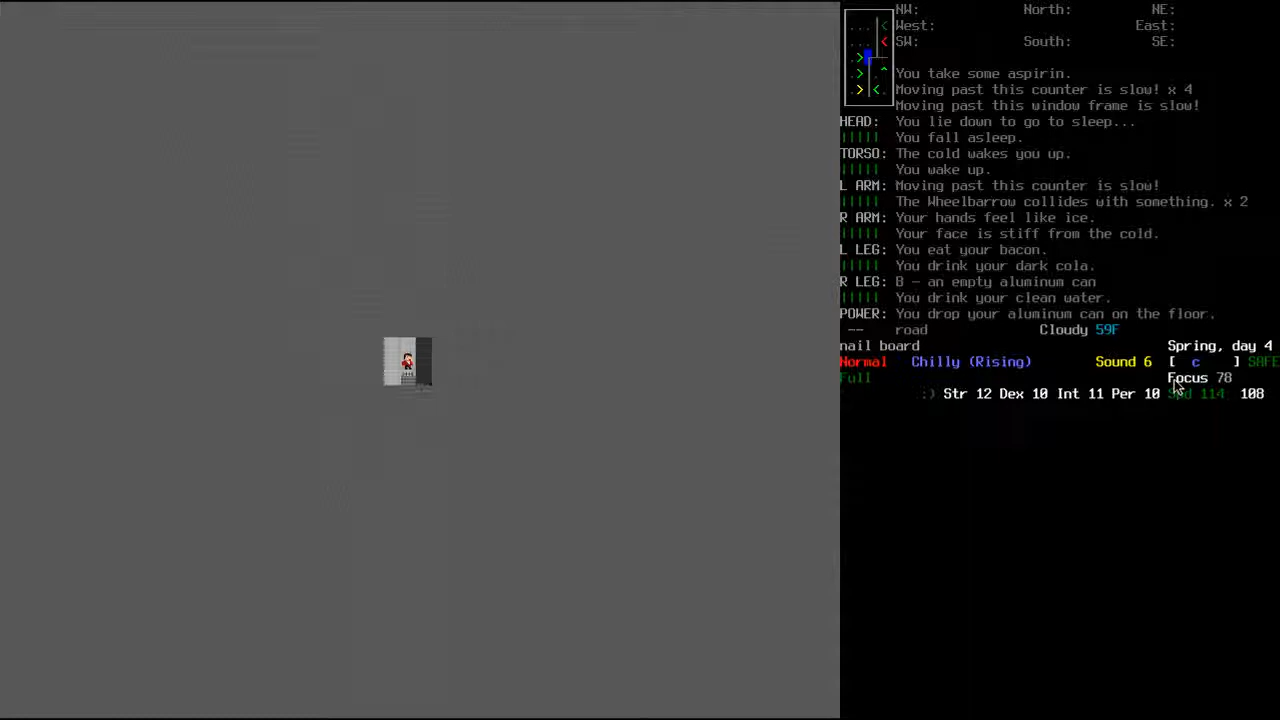 NW: North: NE:
West: East:
SW: South: SE:
You take some aspirin.
Moving past this counter is slow! x 4
Moving past this window frame is slow!
HEAD: You lie down to go to sleep...
||||| You fall asleep.
TORSO: The cold wakes you up.
||||| You wake up.
L ARM: Moving past this counter is slow!
||||| The Wheelbarrow collides with something. x 2
R ARM: Your hands feel like ice.
||||| Your face is stiff from the cold.
L LEG: You eat your bacon.
||||| You drink your dark cola.
R LEG: B - an empty aluminum can
||||| You drink your clean water.
POWER: You drop your aluminum can on the floor.
-- road Cloudy 59F
nail board Spring, day 4
Normal Chilly (Rising) Sound 6 [ c ] SAFE
Full Focus 78
:) Str 12 Dex 10 Int 11 Per 10 Spd 114 108